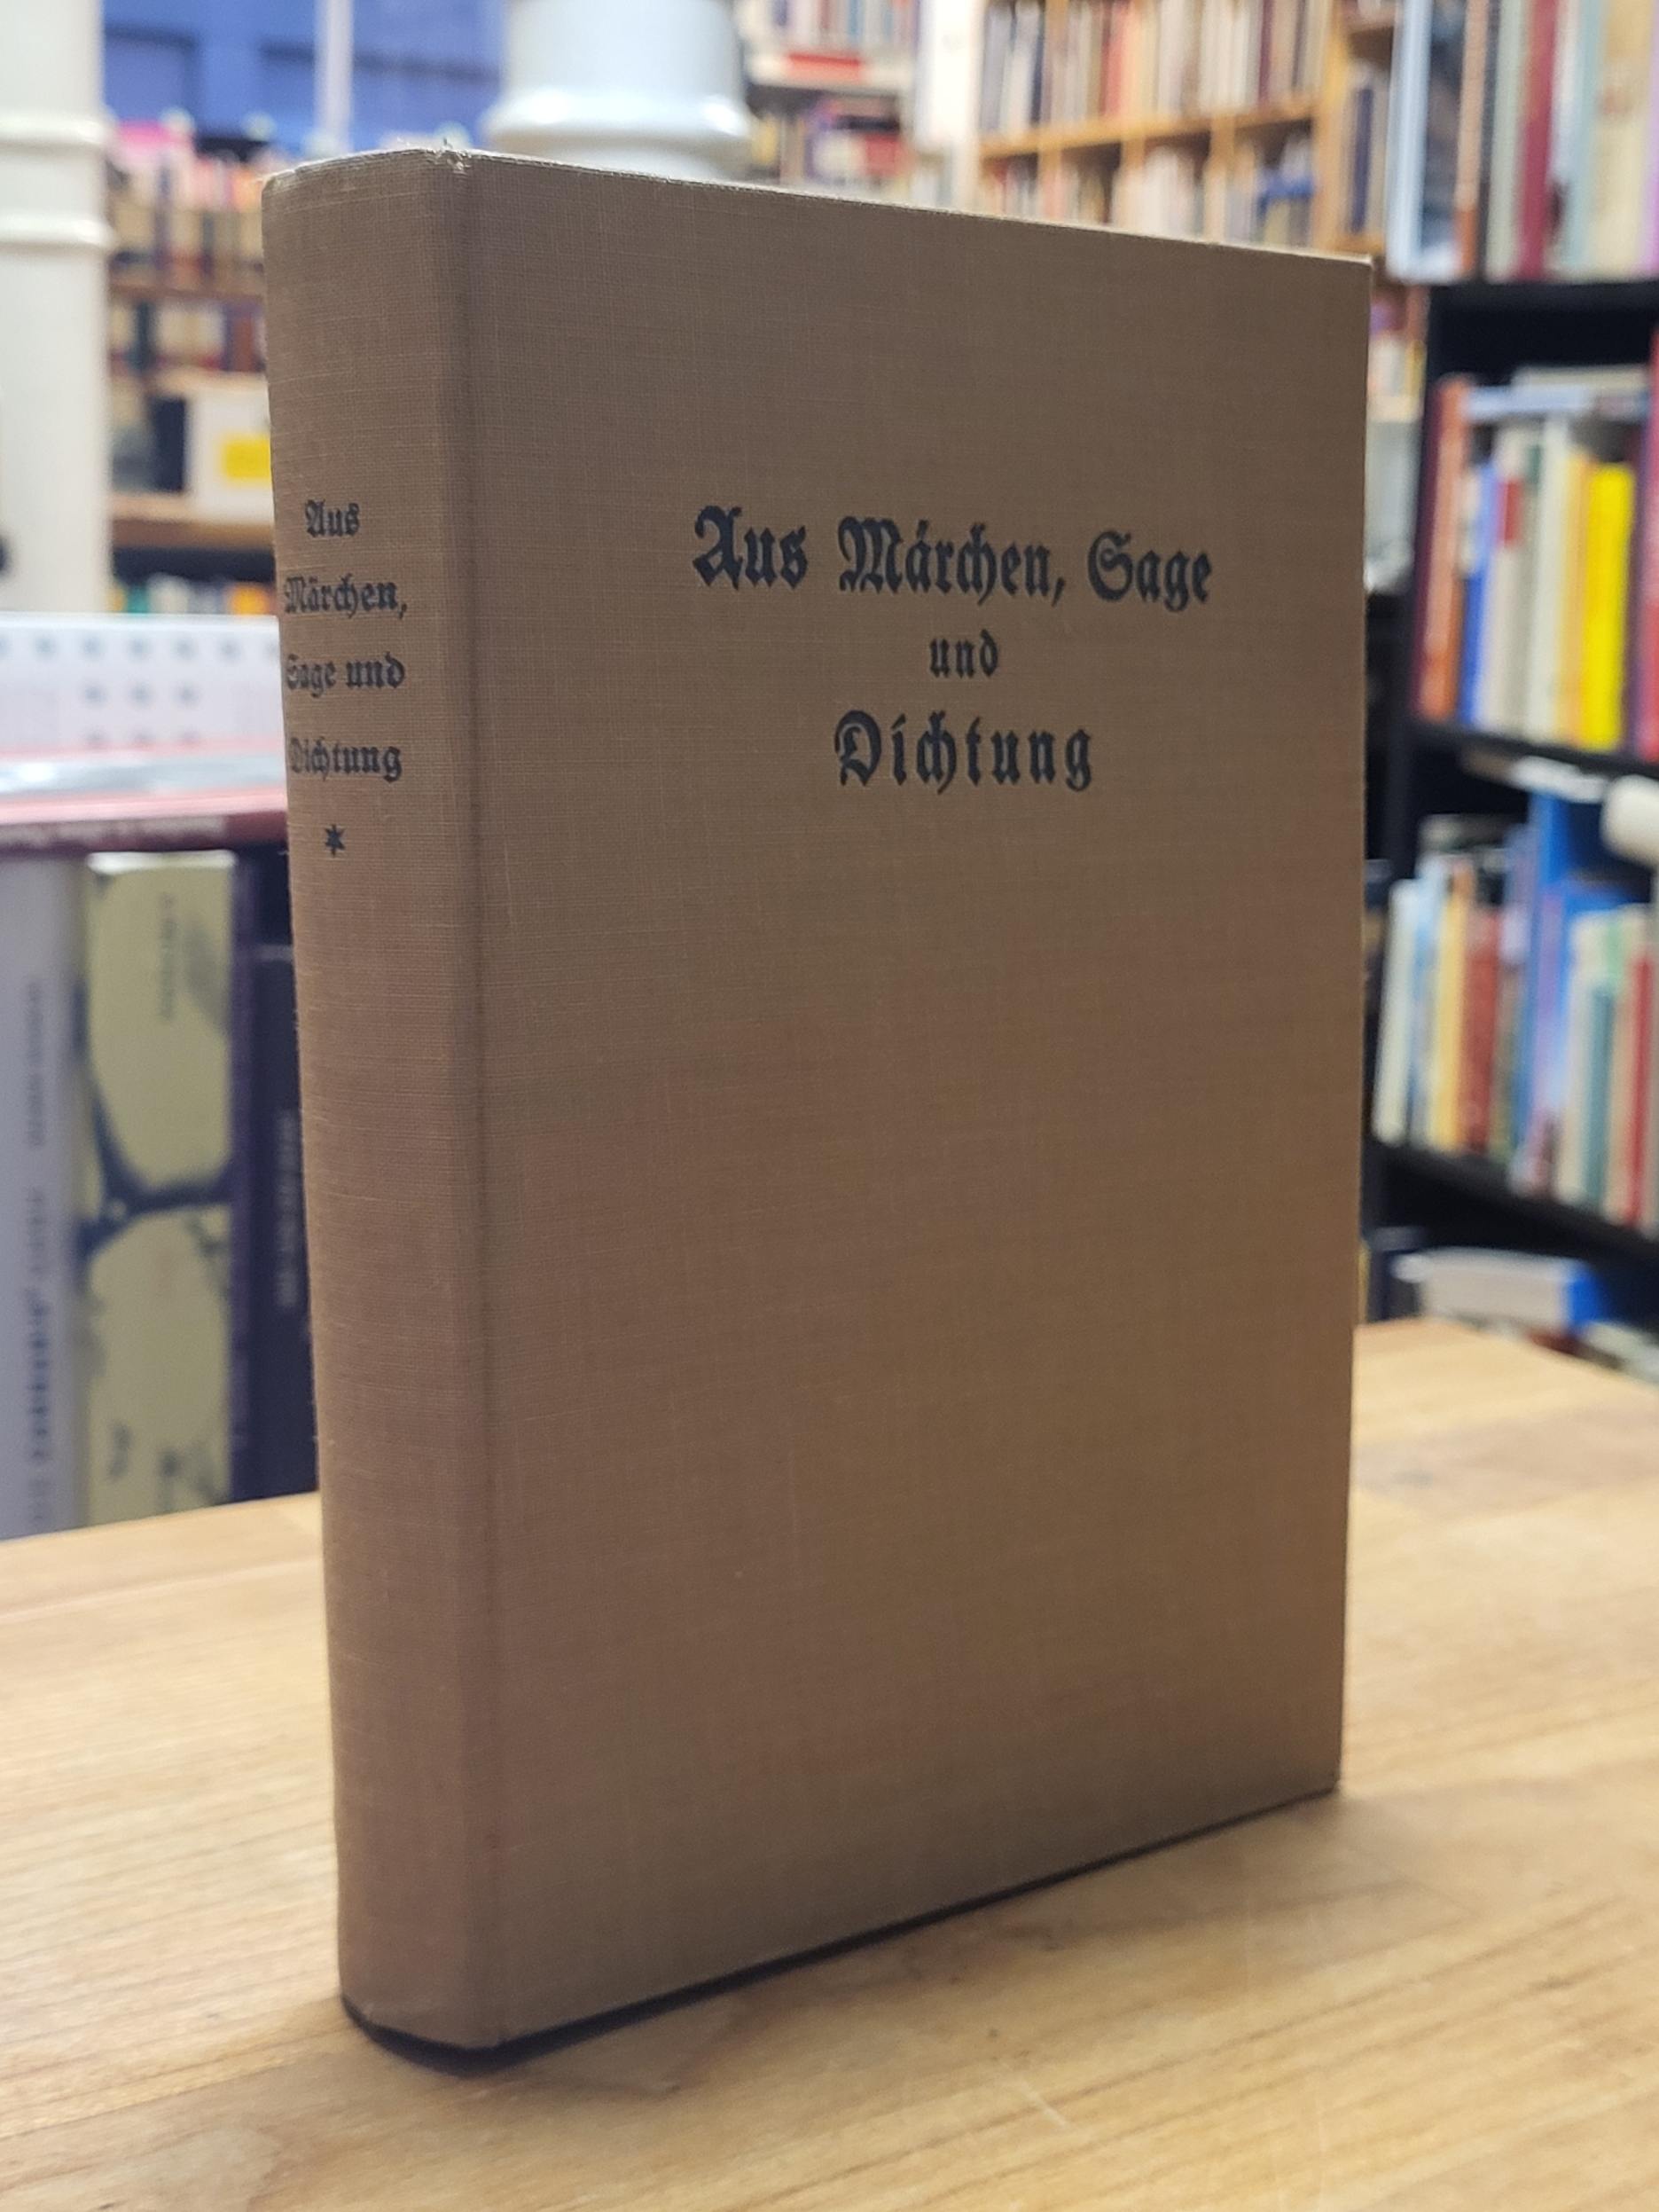 Aus
Märchen,
Sage und
Dichtung
*
Aus Märchen, Sage
und
Dichtung